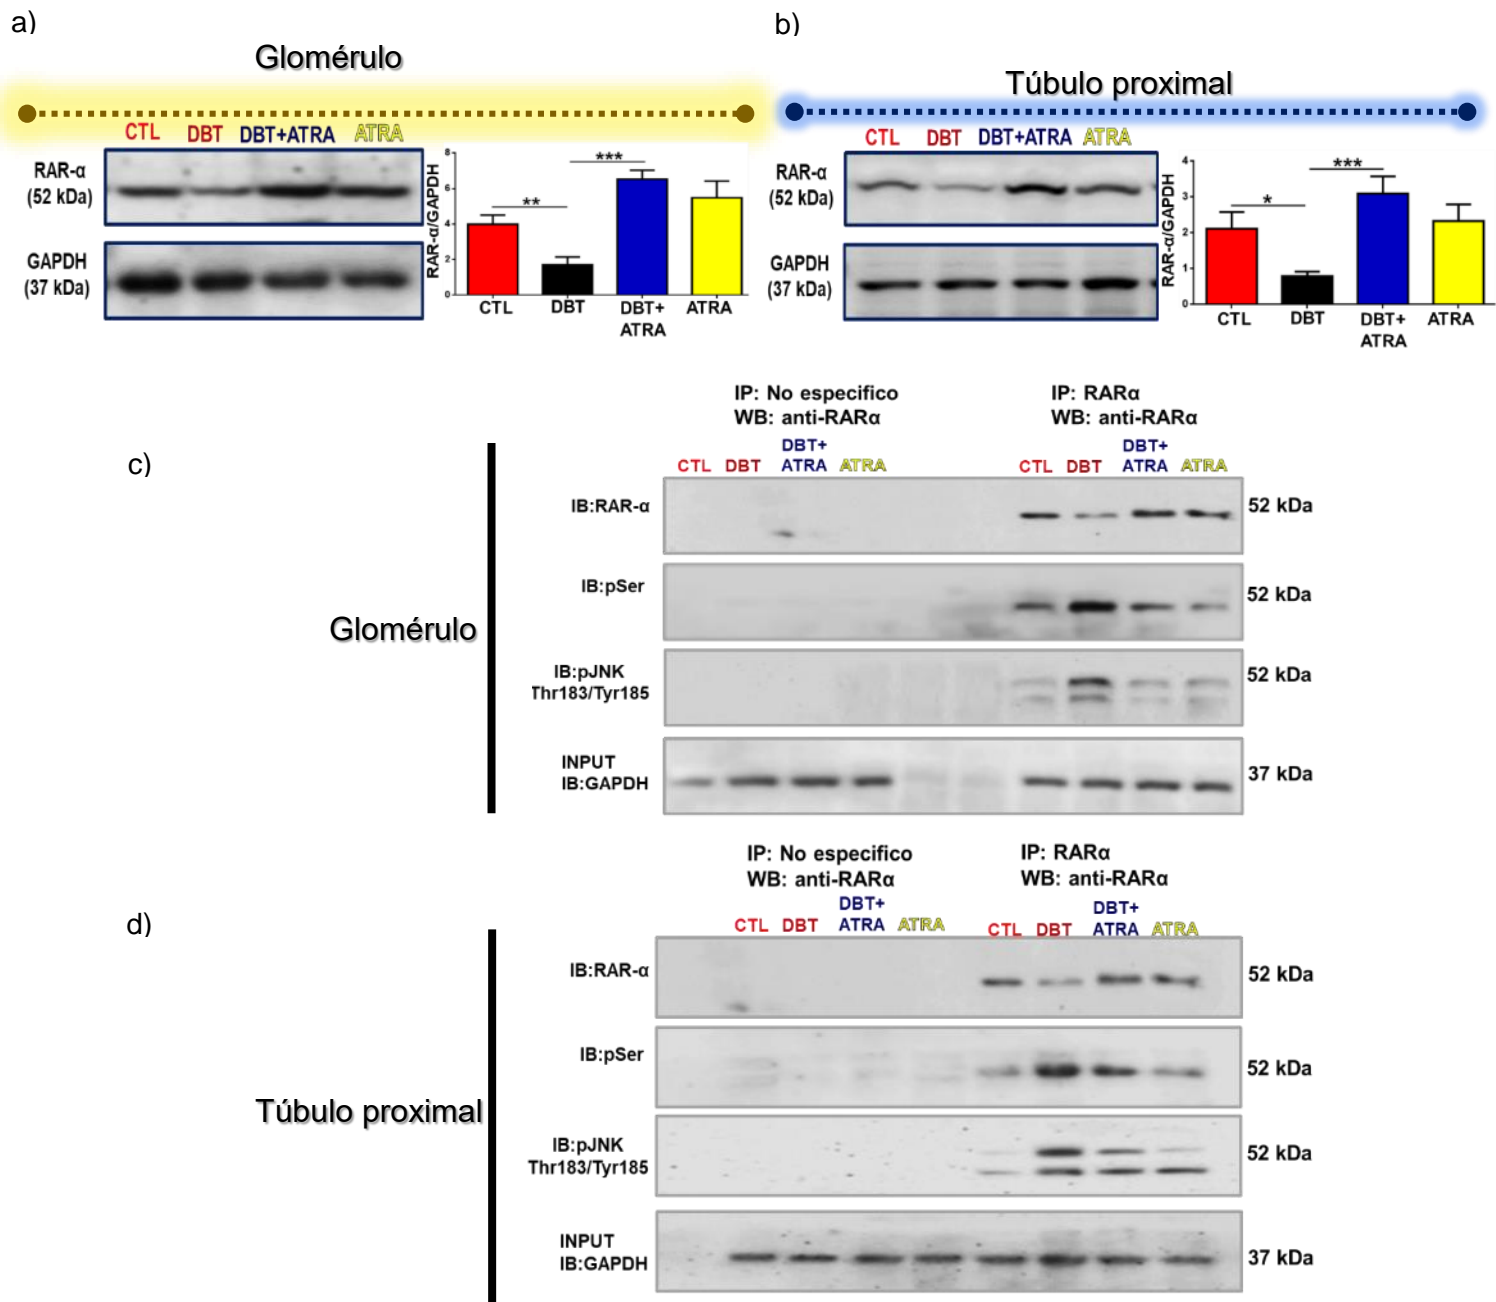 a)
Glomérulo
CTL DBT DBT+ATRA ATRA
RAR-α
(52 kDa)
GAPDH
(37 kDa)
RAR-α/GAPDH
8
6
4
2
0
**
***
CTL DBT DBT+ ATRA
ATRA
b)
Túbulo proximal
CTL DBT DBT+ATRA ATRA
RAR-α
(52 kDa)
GAPDH
(37 kDa)
RAR-α/GAPDH
4
3
2
1
0
*
***
CTL DBT DBT+ ATRA
ATRA
c)
Glomérulo
IP: No especifico
WB: anti-RARα
IP: RARα
WB: anti-RARα
CTL DBT DBT+ ATRA
ATRA
CTL DBT DBT+ ATRA
ATRA
IB:RAR-α 52 kDa
IB:pSer 52 kDa
IB:pJNK 52 kDa
Thr183/Tyr185
INPUT
IB:GAPDH 37 kDa
d)
Túbulo proximal
IP: No especifico
WB: anti-RARα
IP: RARα
WB: anti-RARα
CTL DBT DBT+ ATRA
ATRA
CTL DBT DBT+ ATRA
ATRA
IB:RAR-α 52 kDa
IB:pSer 52 kDa
IB:pJNK 52 kDa
Thr183/Tyr185
INPUT
IB:GAPDH 37 kDa